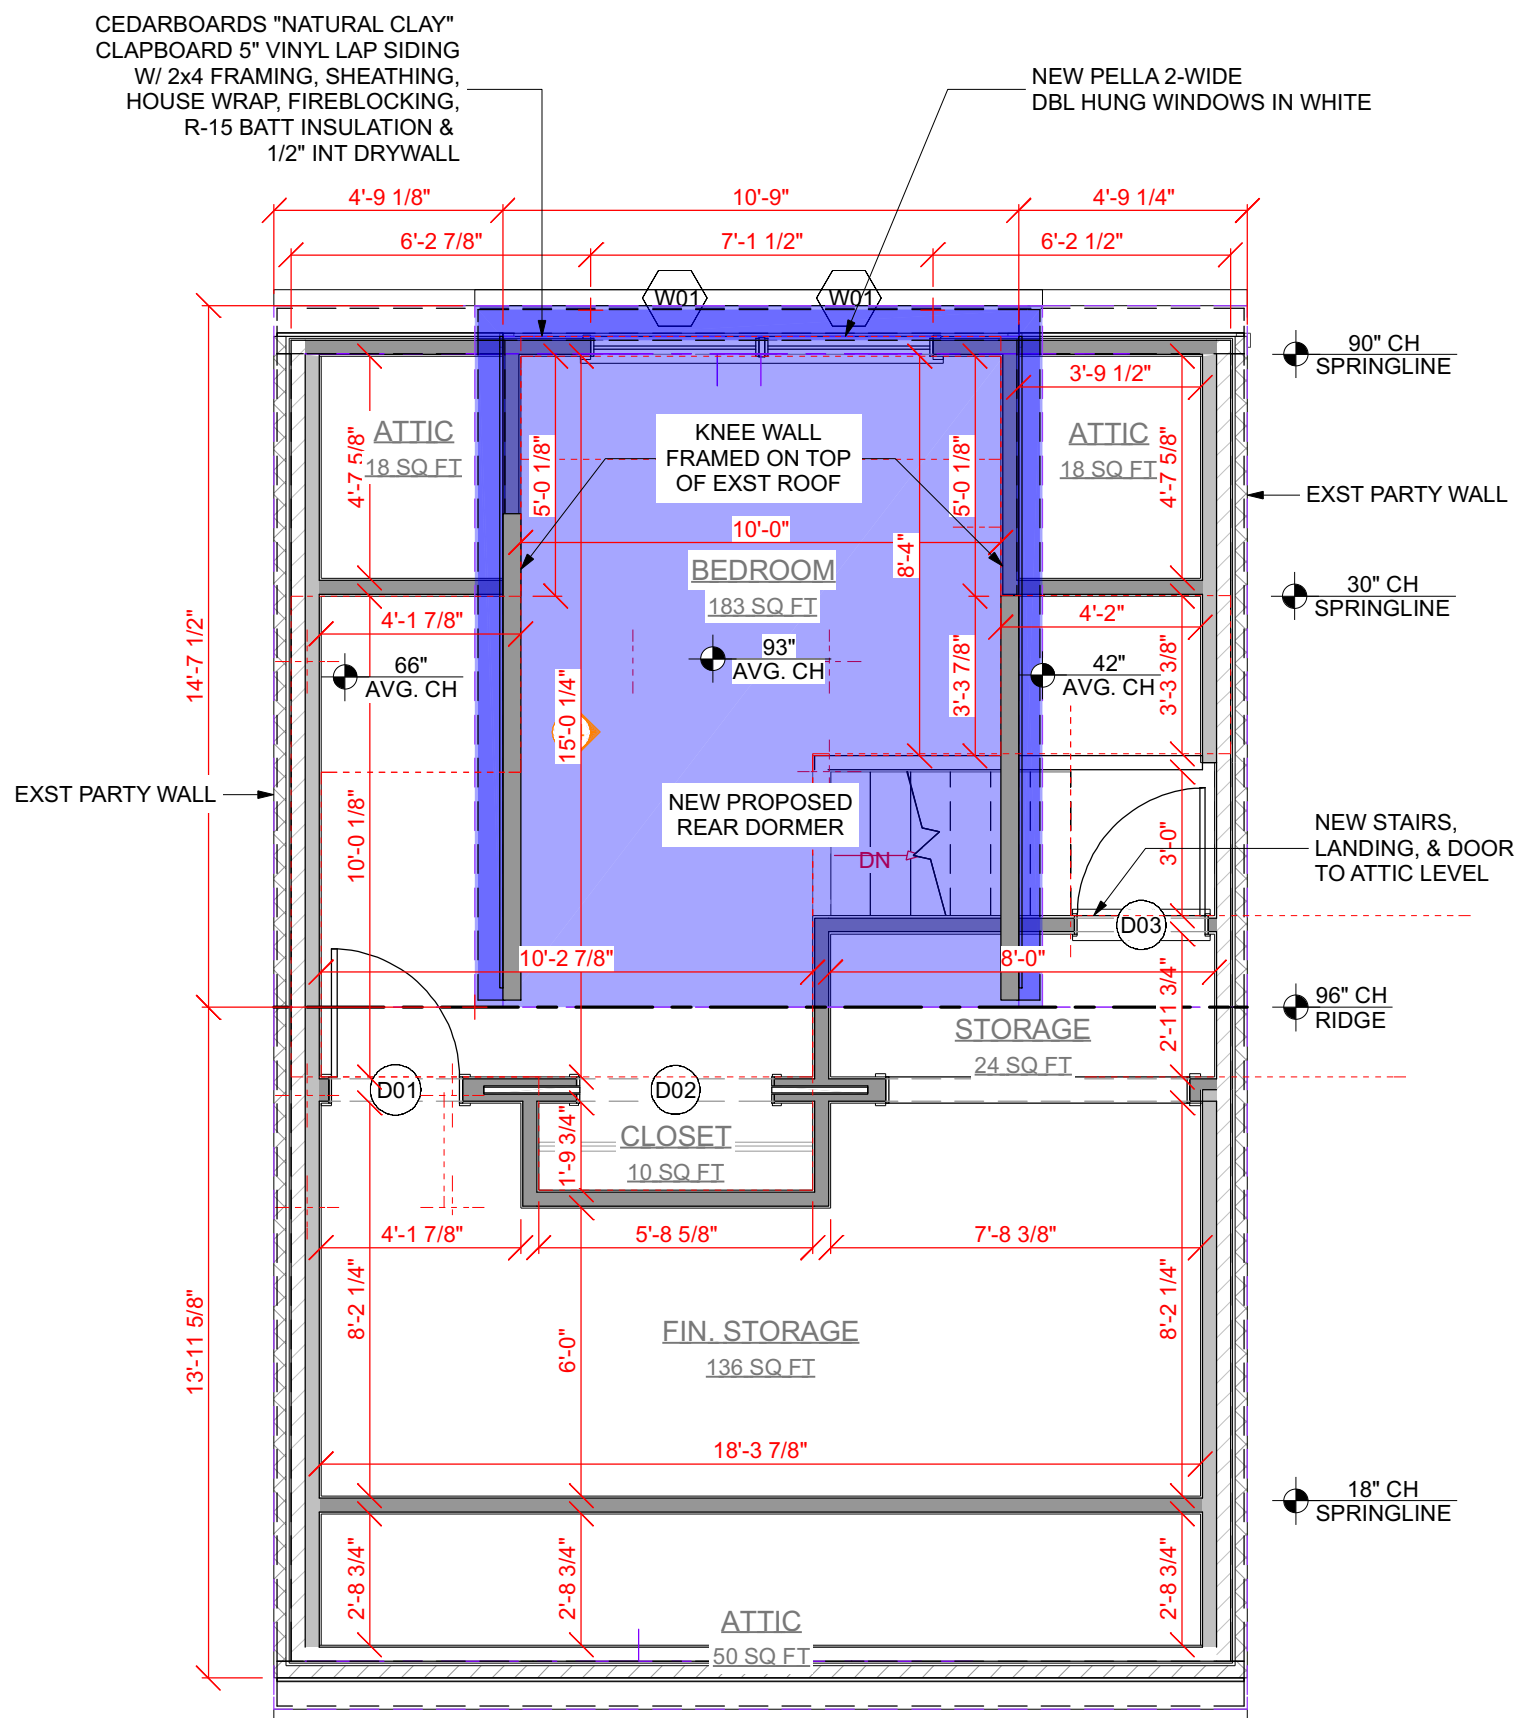 CEDARBOARDS "NATURAL CLAY"
CLAPBOARD 5" VINYL LAP SIDING
W/ 2x4 FRAMING, SHEATHING,
HOUSE WRAP, FIREBLOCKING,
R-15 BATT INSULATION &
1/2" INT DRYWALL
NEW PELLA 2-WIDE
DBL HUNG WINDOWS IN WHITE
4'-9 1/8"
10'-9"
4'-9 1/4"
6'-2 7/8"
7'-1 1/2"
6'-2 1/2"
W01
W01
90" CH
SPRINGLINE
3'-9 1/2"
ATTIC
18 SQ FT
4'-7 5/8"
5'-0 1/8"
KNEE WALL
FRAMED ON TOP
OF EXST ROOF
5'-0 1/8"
ATTIC
18 SQ FT
4'-7 5/8"
EXST PARTY WALL
10'-0"
8'-4"
BEDROOM
183 SQ FT
30" CH
SPRINGLINE
4'-1 7/8"
4'-2"
14'-7 1/2"
66"
AVG. CH
93"
AVG. CH
42"
AVG. CH
15'-0 1/4"
3'-3 7/8"
3'-3 3/8"
EXST PARTY WALL
NEW PROPOSED
REAR DORMER
10'-0 1/8"
DN
3'-0"
NEW STAIRS,
LANDING, & DOOR
TO ATTIC LEVEL
D03
10'-2 7/8"
8'-0"
2'-11 3/4"
96" CH
RIDGE
STORAGE
24 SQ FT
D01
D02
CLOSET
10 SQ FT
1'-9 3/4"
4'-1 7/8"
5'-8 5/8"
7'-8 3/8"
13'-11 5/8"
8'-2 1/4"
6'-0"
8'-2 1/4"
FIN. STORAGE
136 SQ FT
18'-3 7/8"
18" CH
SPRINGLINE
2'-8 3/4"
2'-8 3/4"
2'-8 3/4"
ATTIC
50 SQ FT